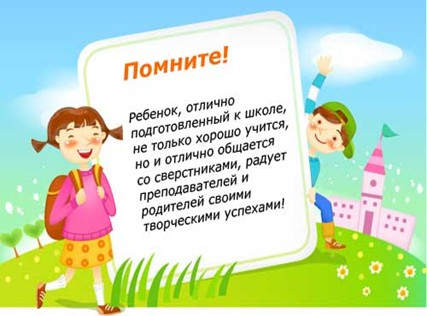 Помните!
Ребенок, отлично
подготовленный к школе,
не только хорошо учится,
но и отлично общается
со сверстниками, радует
преподавателей и
родителей своими
творческими успехами!